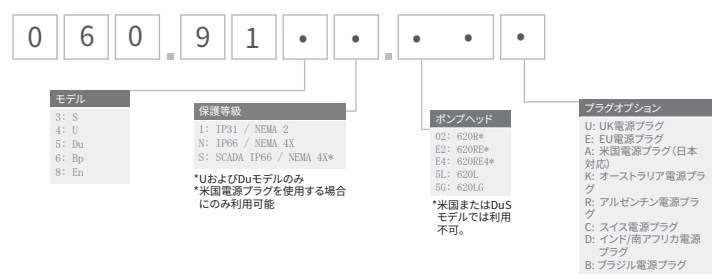 0 6 0 . 9 1 • • . • • •
モデル
3: S
4: U
5: Du
6: Bp
8: En
保護等級
1: IP31 / NEMA 2
N: IP66 / NEMA 4X
S: SCADA IP66 / NEMA 4X*
*UおよびDuモデルのみ
*米国電源プラグを使用する場合
にのみ利用可能
ポンプヘッド
02: 620R*
E2: 620RE*
E4: 620RE4*
5L: 620L
5G: 620LG
*米国またはDuS
モデルでは利用
不可。
プラグオプション
U: UK電源プラグ
E: EU電源プラグ
A: 米国電源プラグ(日本
対応)
K: オーストラリア電源プラ
グ
R: アルゼンチン電源プラ
グ
C: スイス電源プラグ
D: インド/南アフリカ電源
プラグ
B: ブラジル電源プラグ